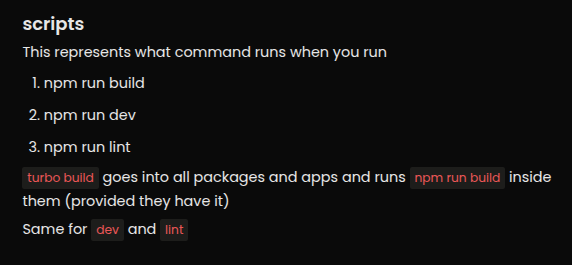 scripts
This represents what command runs when you run
1. npm run build
2. npm run dev
3. npm run lint
turbo build goes into all packages and apps and runs npm run build inside
them (provided they have it)
Same for dev and lint